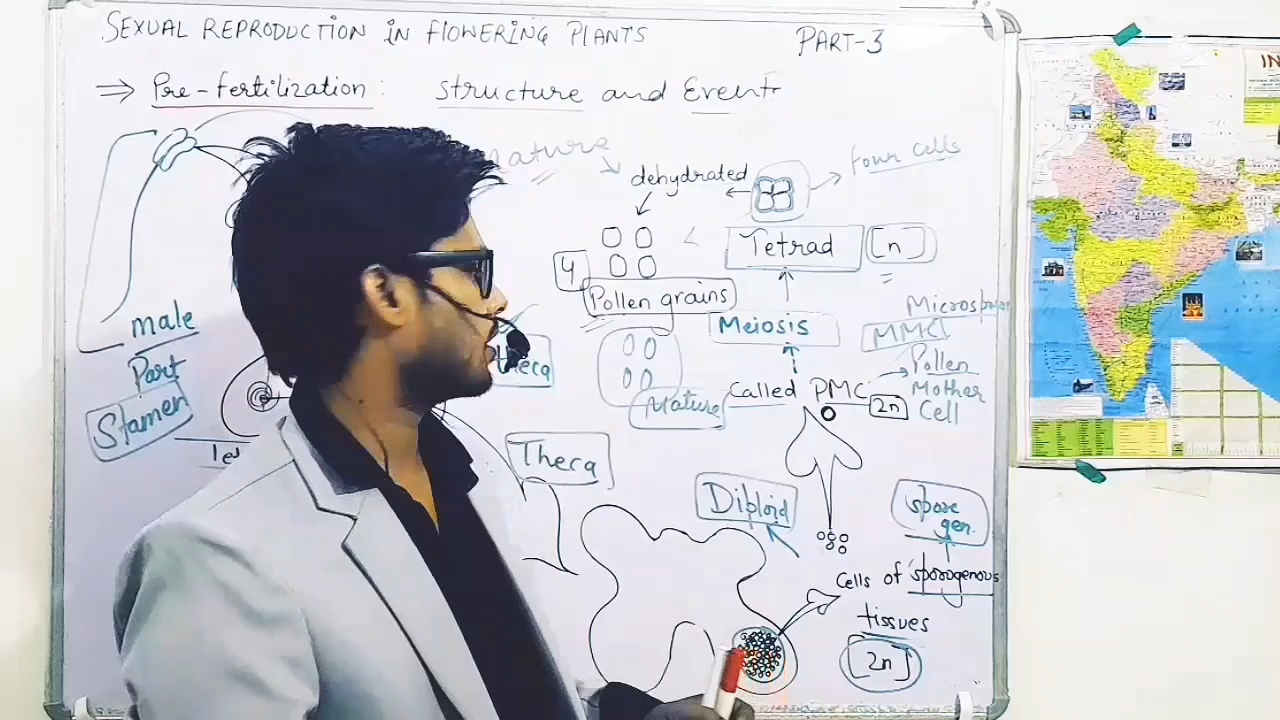 SEXUAL REPRODUCTION in flOWERING PLANTS
PART-3
⇒ Pre-fertilization structure and Event
Mature
dehydrated
four cells
Tetrad [n]
4
Pollen grains
Meiosis
MMC
Pollen
Mother
Cell
Called PMC
2n
Mature
male
Part
Stamen
Theca
Theca
Diploid
spore
gen.
Cells of sporogenous
tissues
[2n]
IN